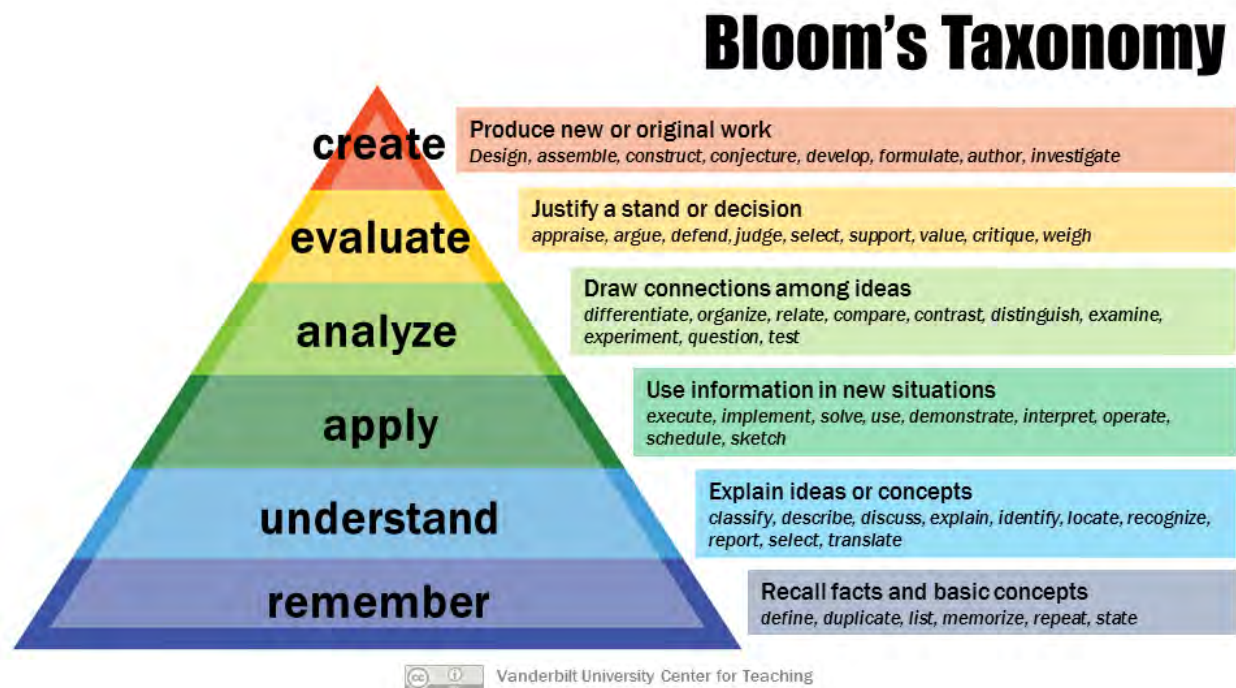 Bloom's Taxonomy
create
Produce new or original work
Design, assemble, construct, conjecture, develop, formulate, author, investigate
evaluate
Justify a stand or decision
appraise, argue, defend, judge, select, support, value, critique, weigh
analyze
Draw connections among ideas
differentiate, organize, relate, compare, contrast, distinguish, examine,
experiment, question, test
apply
Use information in new situations
execute, implement, solve, use, demonstrate, interpret, operate,
schedule, sketch
understand
Explain ideas or concepts
classify, describe, discuss, explain, identify, locate, recognize,
report, select, translate
remember
Recall facts and basic concepts
define, duplicate, list, memorize, repeat, state
cc Vanderbilt University Center for Teaching